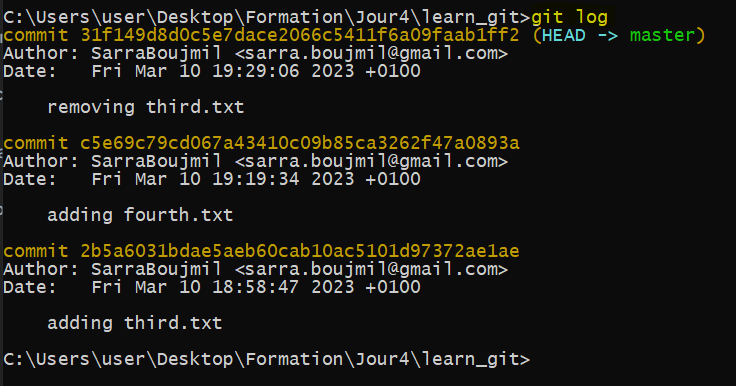 C:\Users\user\Desktop\Formation\Jour4\learn_git>git log
commit 31f149d8d0c5e7dace2066c5411f6a09faab1ff2 (HEAD -> master)
Author: SarraBoujmil <sarra.boujmil@gmail.com>
Date:   Fri Mar 10 19:29:06 2023 +0100
    removing third.txt
commit c5e69c79cd067a43410c09b85ca3262f47a0893a
Author: SarraBoujmil <sarra.boujmil@gmail.com>
Date:   Fri Mar 10 19:19:34 2023 +0100
    adding fourth.txt
commit 2b5a6031bdae5aeb60cab10ac5101d97372ae1ae
Author: SarraBoujmil <sarra.boujmil@gmail.com>
Date:   Fri Mar 10 18:58:47 2023 +0100
    adding third.txt
C:\Users\user\Desktop\Formation\Jour4\learn_git>